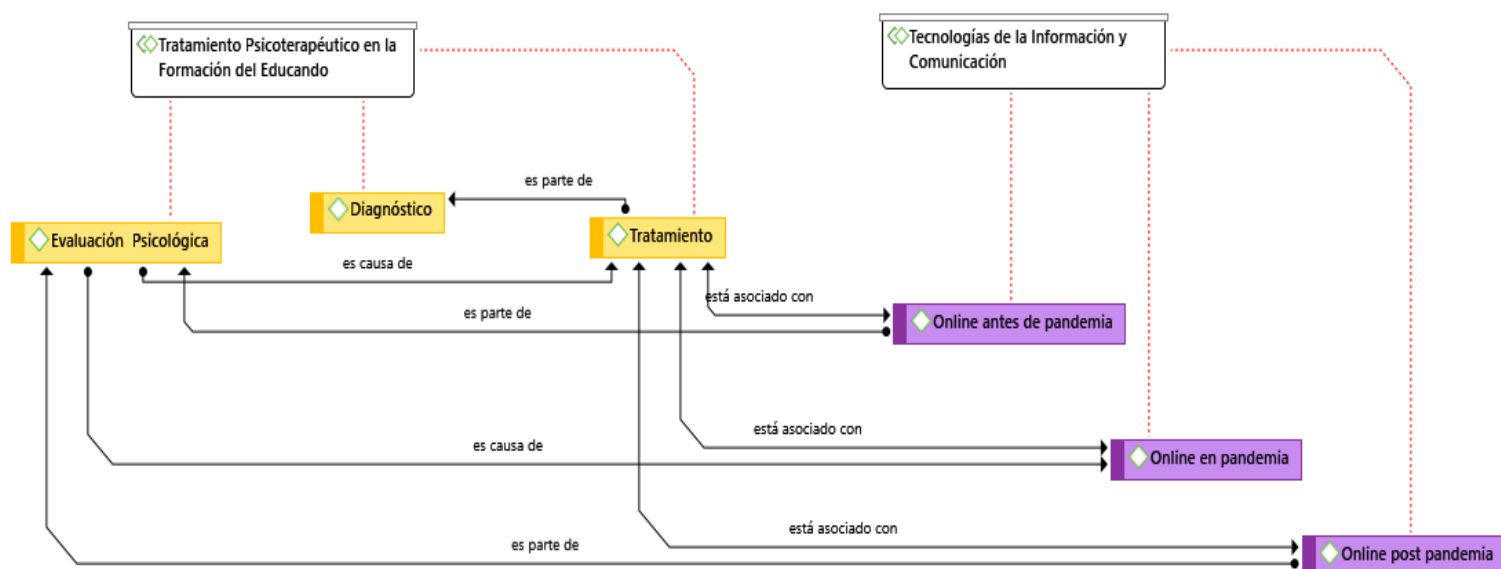 Tratamiento Psicoterapéutico en la
Formación del Educando
Tecnologías de la Información y
Comunicación
es parte de
Diagnóstico
Evaluación Psicológica
Tratamiento
es causa de
está asociado con
es parte de
Online antes de pandemia
está asociado con
es causa de
Online en pandemia
está asociado con
es parte de
Online post pandemia